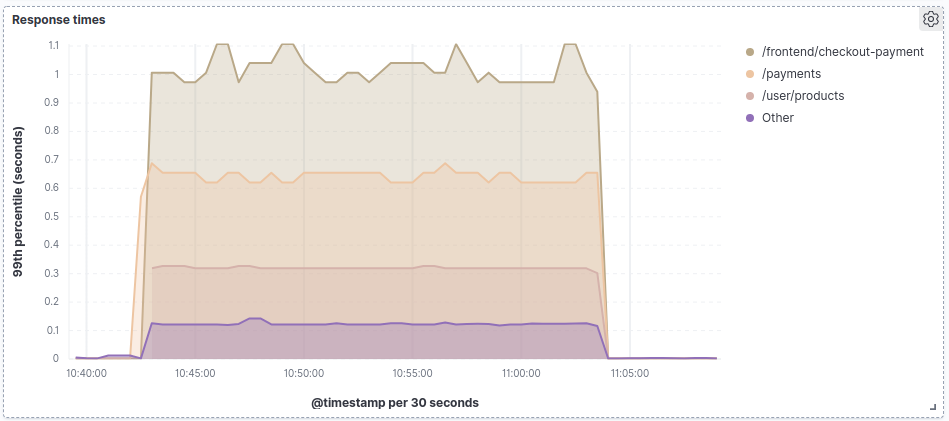 Response times
1.1
1
0.9
0.8
0.7
0.6
0.5
0.4
0.3
0.2
0.1
0
99th percentile (seconds)
10:40:00 10:45:00 10:50:00 10:55:00 11:00:00 11:05:00
@timestamp per 30 seconds
/frontend/checkout-payment
/payments
/user/products
Other